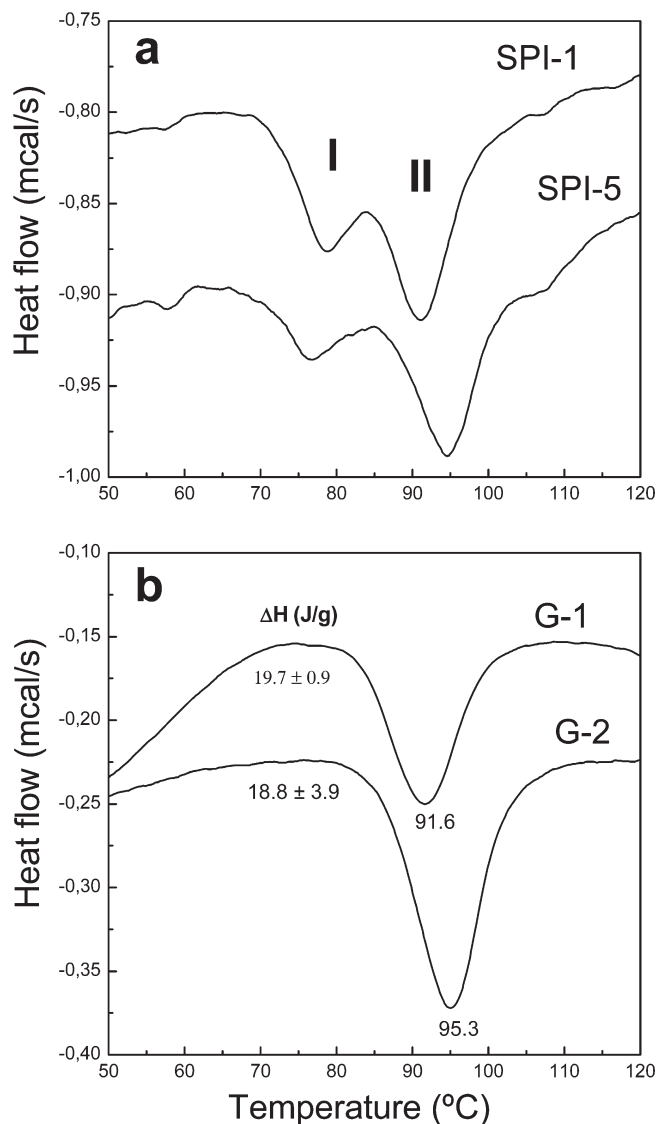 a
SPI-1
I
II
SPI-5
Heat flow (mcal/s)
-0,75
-0,80
-0,85
-0,90
-0,95
-1,00
50 60 70 80 90 100 110 120
b
ΔH (J/g)
G-1
19.7 ± 0.9
G-2
18.8 ± 3.9
91.6
95.3
Heat flow (mcal/s)
-0,10
-0,15
-0,20
-0,25
-0,30
-0,35
-0,40
50 60 70 80 90 100 110 120
Temperature (ºC)